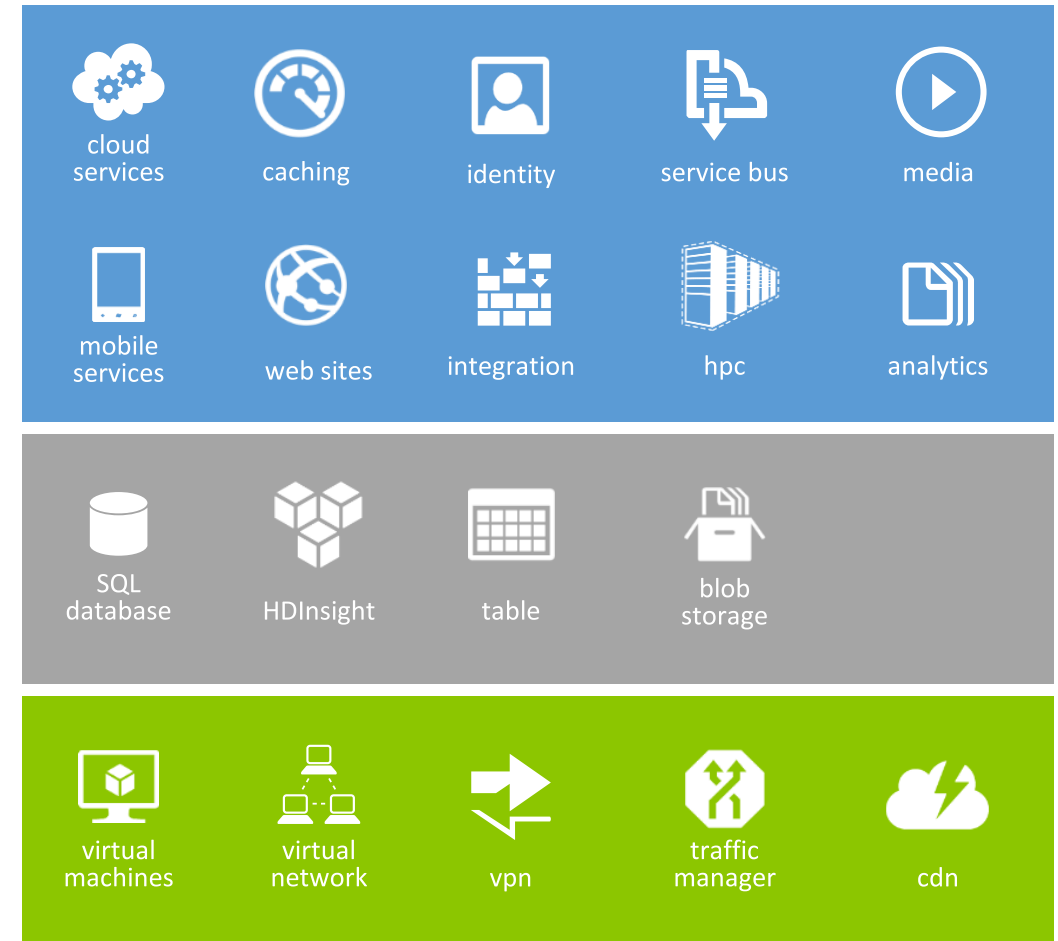 cloud
services
caching
identity
service bus
media
mobile
services
web sites
integration
hpc
analytics
SQL
database
HDInsight
table
blob
storage
virtual
machines
virtual
network
vpn
traffic
manager
cdn